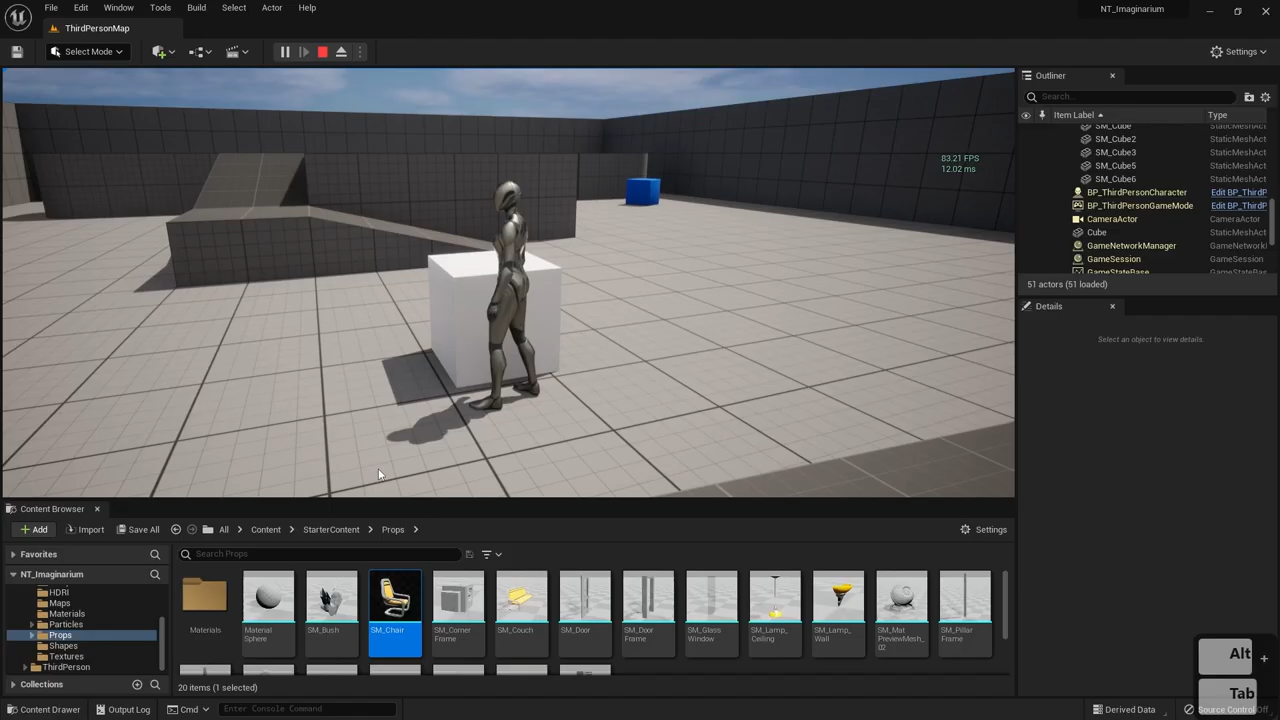 File Edit Window Tools Build Select Actor Help
NT_Imaginarium
ThirdPersonMap
Select Mode
Settings
83.21 FPS
12.02 ms
Outliner
Search...
Item Label Type
SM_Cube StaticMeshAct
SM_Cube2 StaticMeshAct
SM_Cube3 StaticMeshAct
SM_Cube5 StaticMeshAct
SM_Cube6 StaticMeshAct
BP_ThirdPersonCharacter Edit BP_ThirdP
BP_ThirdPersonGameMode Edit BP_ThirdP
CameraActor CameraActor
Cube StaticMeshAct
GameNetworkManager GameNetworkM
GameSession GameSession
GameStateBase GameStateBas
51 actors (51 loaded)
Details
Select an object to view details.
Content Browser
Add Import Save All All Content StarterContent Props Settings
Favorites
Search Props
NT_Imaginarium
HDRI
Maps
Materials
Particles
Props
Shapes
Textures
ThirdPerson
Collections
Materials
Material
Sphere
SM_Bush
SM_Chair
SM_Corner
Frame
SM_Couch
SM_Door
SM_Door
Frame
SM_Glass
Window
SM_Lamp_
Ceiling
SM_Lamp_
Wall
SM_Mat
PreviewMesh_
02
SM_Pillar
Frame
20 items (1 selected)
Alt +
Tab
Content Drawer Output Log Cmd Enter Console Command Derived Data Source Control Off